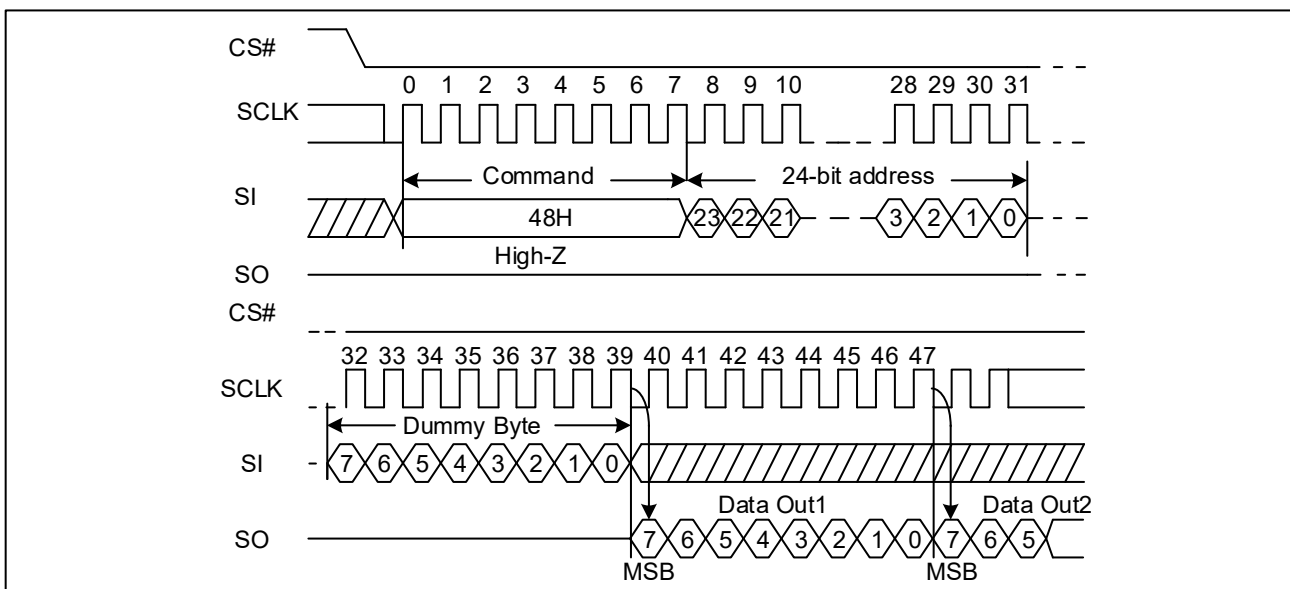 CS#
0 1 2 3 4 5 6 7 8 9 10 28 29 30 31
SCLK
Command 24-bit address
SI
48H 23 22 21 3 2 1 0
High-Z
SO
CS#
32 33 34 35 36 37 38 39 40 41 42 43 44 45 46 47
SCLK
Dummy Byte
SI 7 6 5 4 3 2 1 0
Data Out1 Data Out2
SO 7 6 5 4 3 2 1 0 7 6 5
MSB MSB